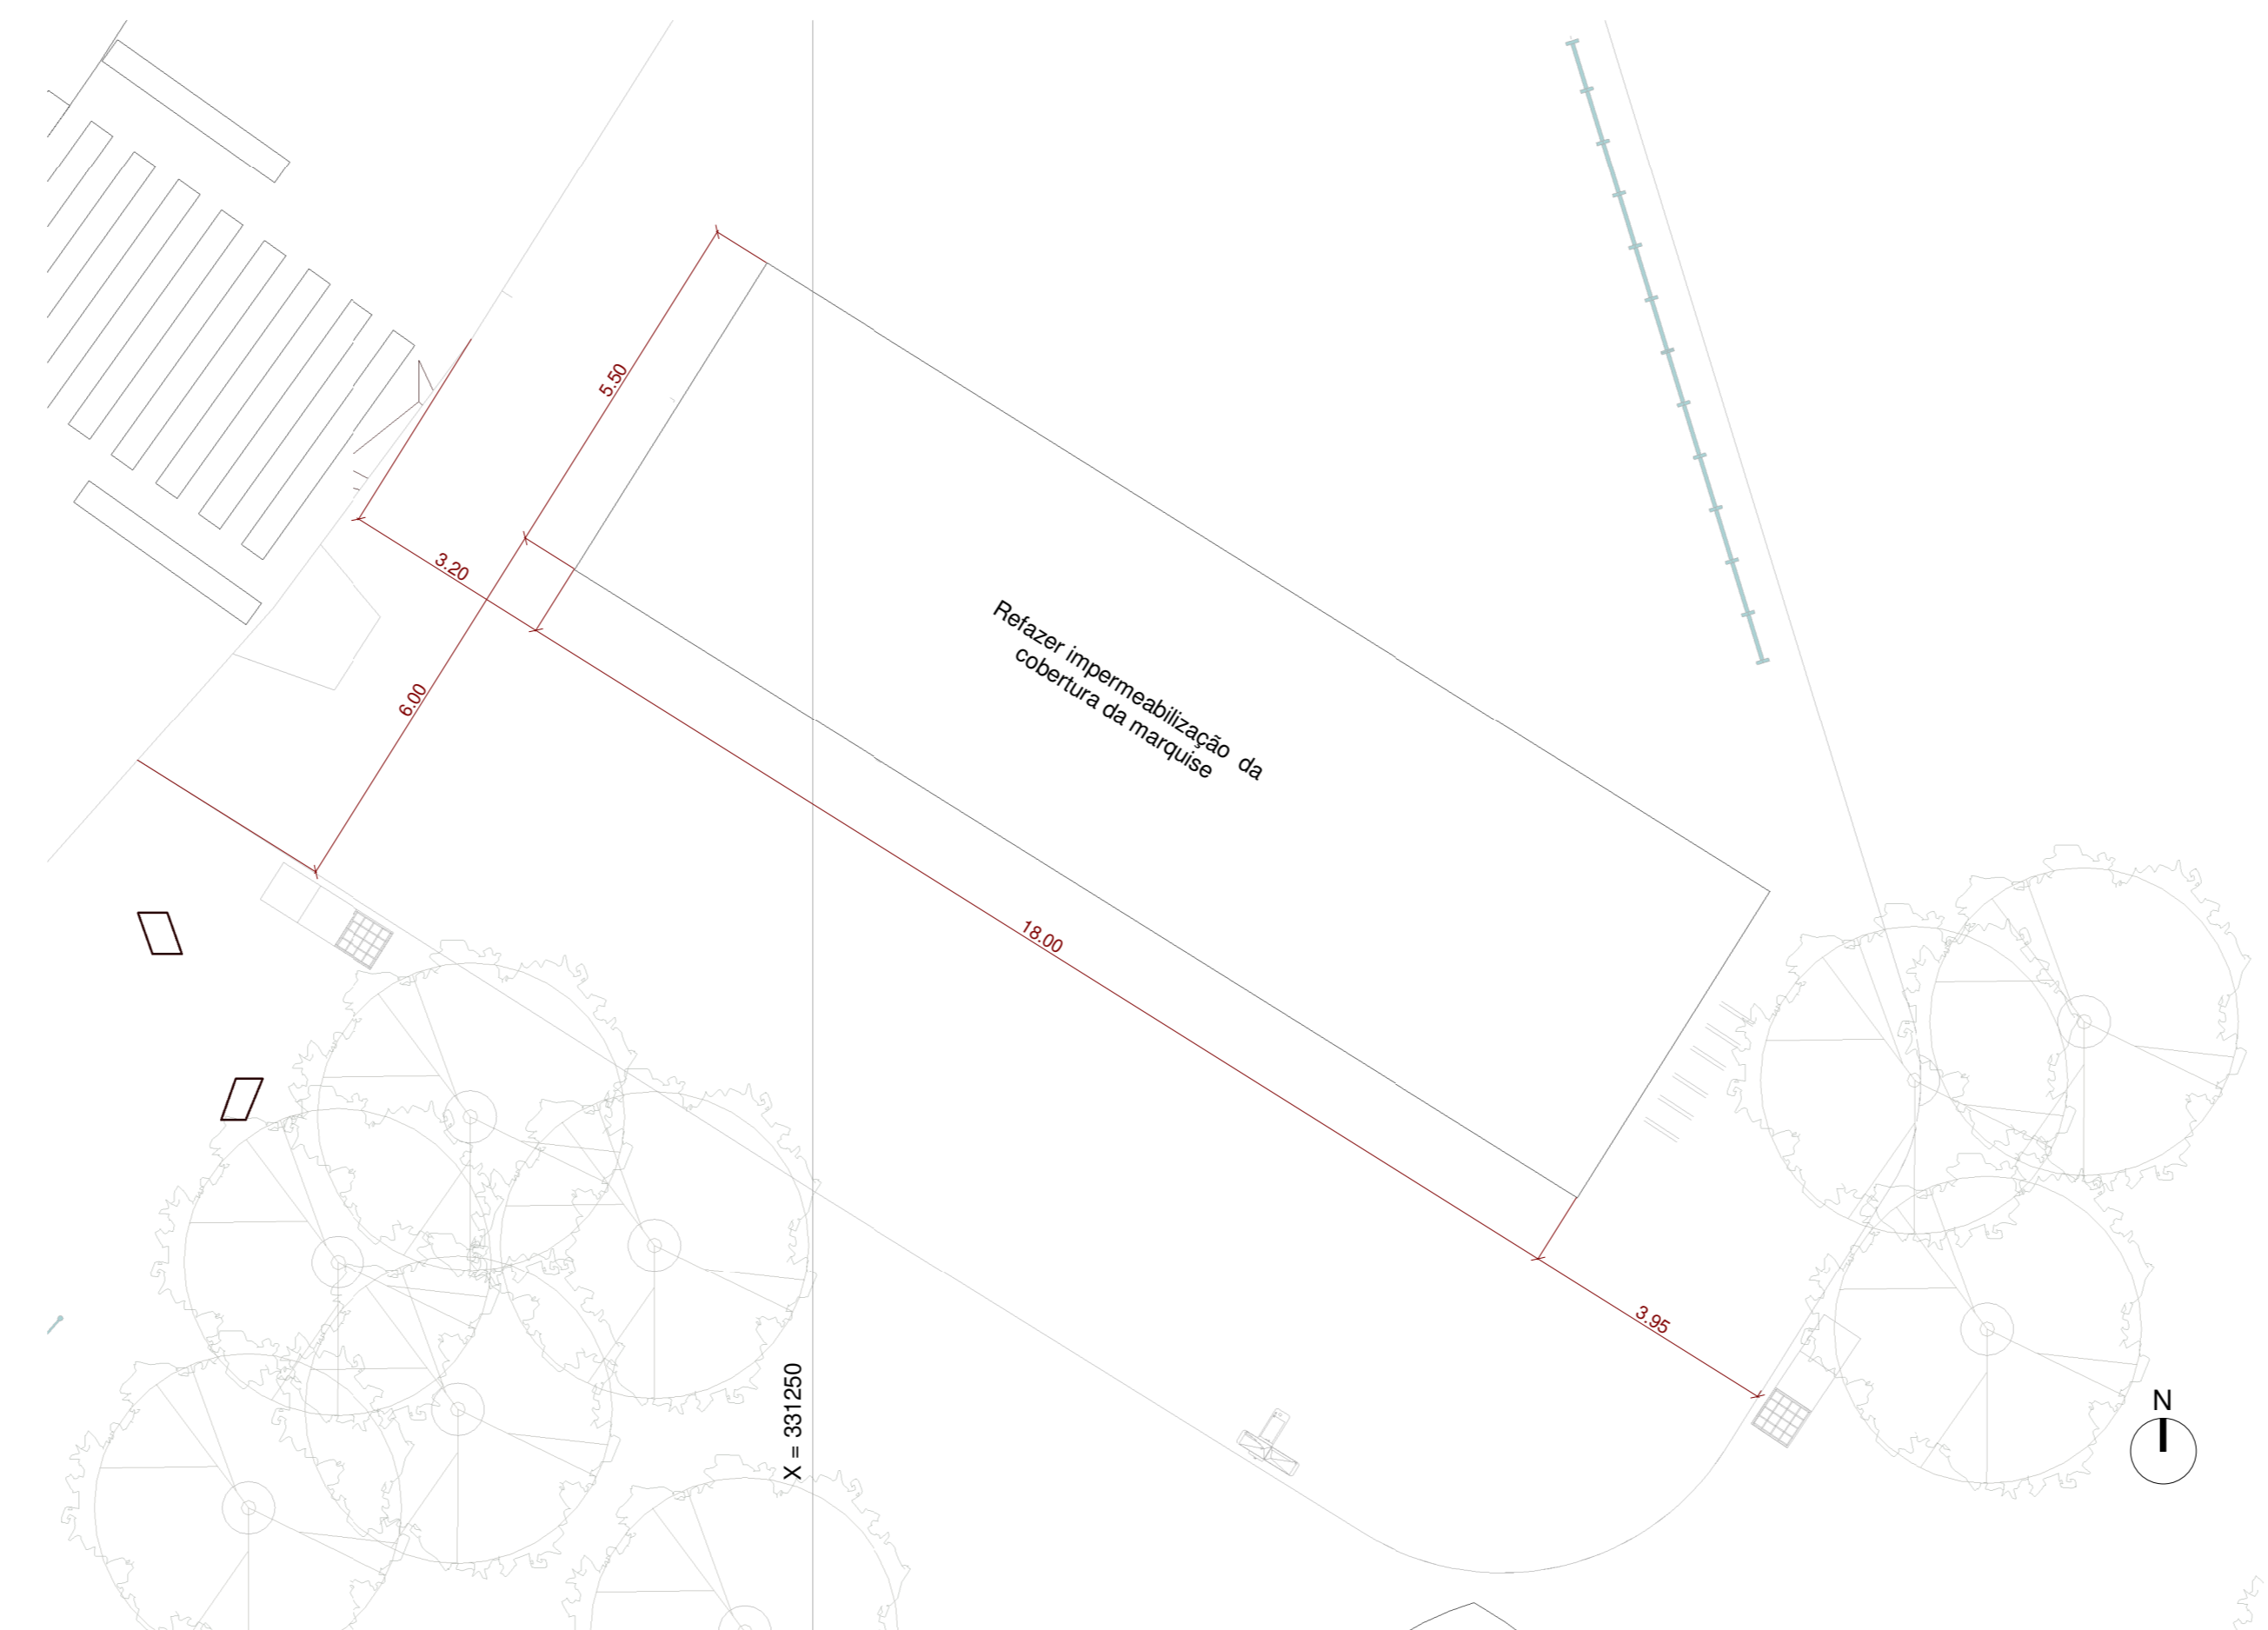 5.50
3.20
Refazer impermeabilização da
cobertura da marquise
6.00
18.00
3.95
X = 331250
N